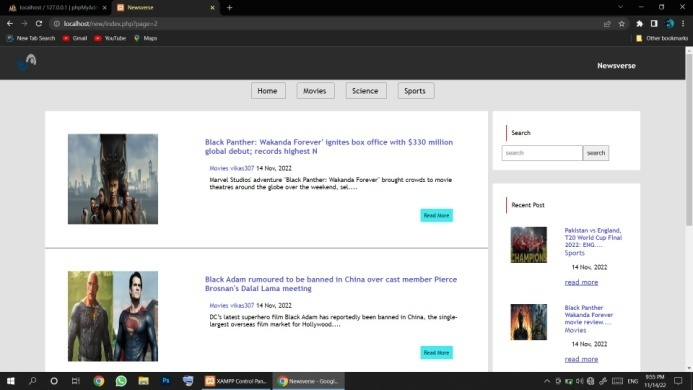 localhost / 127.0.0.1 | phpMyAd
Newsverse
localhost/new/index.php?page=2
New Tab Search
Gmail
YouTube
Maps
Other bookmarks
Newsverse
Home
Movies
Science
Sports
Black Panther: Wakanda Forever' ignites box office with $330 million
global debut; records highest N
Movies vikas307 14 Nov, 2022
Marvel Studios' adventure "Black Panther: Wakanda Forever" brought crowds to movie
theatres around the globe over the weekend, sel....
Read More
Black Adam rumoured to be banned in China over cast member Pierce
Brosnan's Dalai Lama meeting
Movies vikas307 14 Nov, 2022
DC's latest superhero film Black Adam has reportedly been banned in China, the single-
largest overseas film market for Hollywood....
Read More
Search
search
search
Recent Post
CHAMPIONS
Pakistan vs England,
T20 World Cup Final
2022: ENG....
Sports
14 Nov, 2022
read more
Black Panther
Wakanda Forever
movie review....
Movies
14 Nov, 2022
read more
XAMPP Control Pan...
Newsverse - Googl...
ENG
9:55 PM
11/14/22